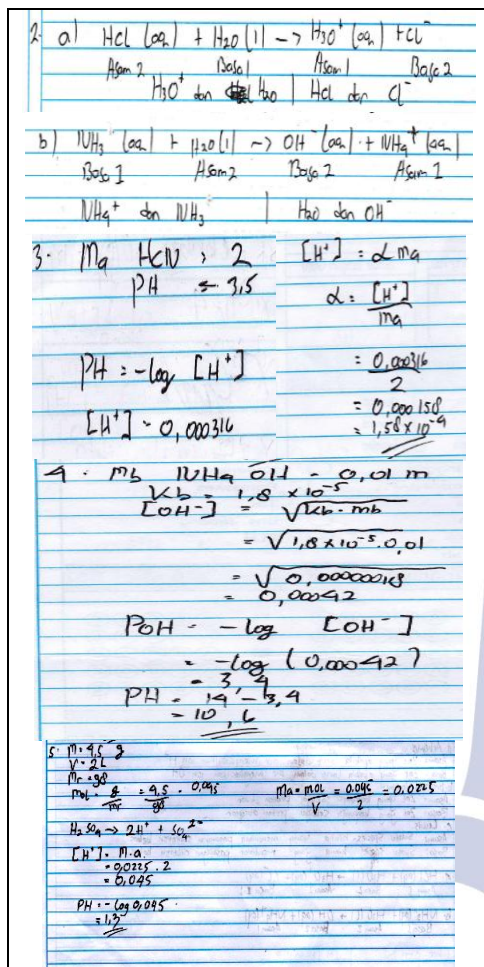 2. a) HCl (aq) + H2O (l) -> H3O+ (aq) + Cl-
Asam 2 Basa 1 Asam 1 Basa 2
H3O+ dan H2O | HCl dan Cl-
b) NH3 (aq) + H2O (l) -> OH- (aq) + NH4+ (aq)
Basa 1 Asam 2 Basa 2 Asam 1
NH4+ dan NH3 | H2O dan OH-
3. Ma HCN = 2
PH = 3,5
PH = -log [H+]
[H+] = 0,000316
[H+] = α ma
α = [H+] / ma
= 0,000316 / 2
= 0,000158
= 1,58 x 10-4
4. Mb NH4 OH = 0,01 m
Kb = 1,8 x 10-5
[OH-] = √Kb . mb
= √1,8 x 10-5 . 0,01
= √0,00000018
= 0,00042
POH = -log [OH-]
= -log (0,00042)
= 3,4
PH = 14 - 3,4
= 10,6
5. M = 4,5 g
V = 2 L
Mr = 98
Mol = g / mr = 4,5 / 98 = 0,045 Ma = mol / V = 0.045 / 2 = 0.0225
H2SO4 -> 2H+ + SO4 2-
[H+] = M . a
= 0,0225 . 2
= 0,045
PH = - log 0,045
= 1,3